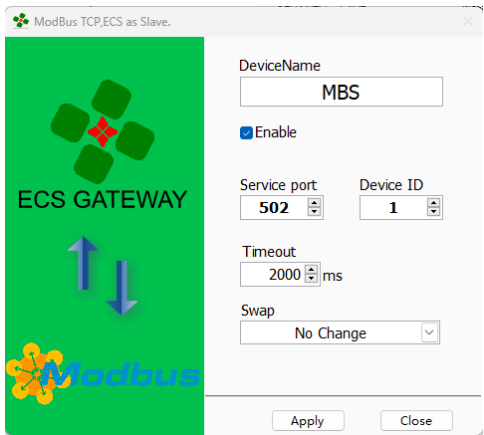 ModBus TCP,ECS as Slave.
DeviceName
MBS
Enable
Service port
Device ID
502
1
Timeout
2000 ms
Swap
No Change
Apply
Close
ECS GATEWAY
Modbus